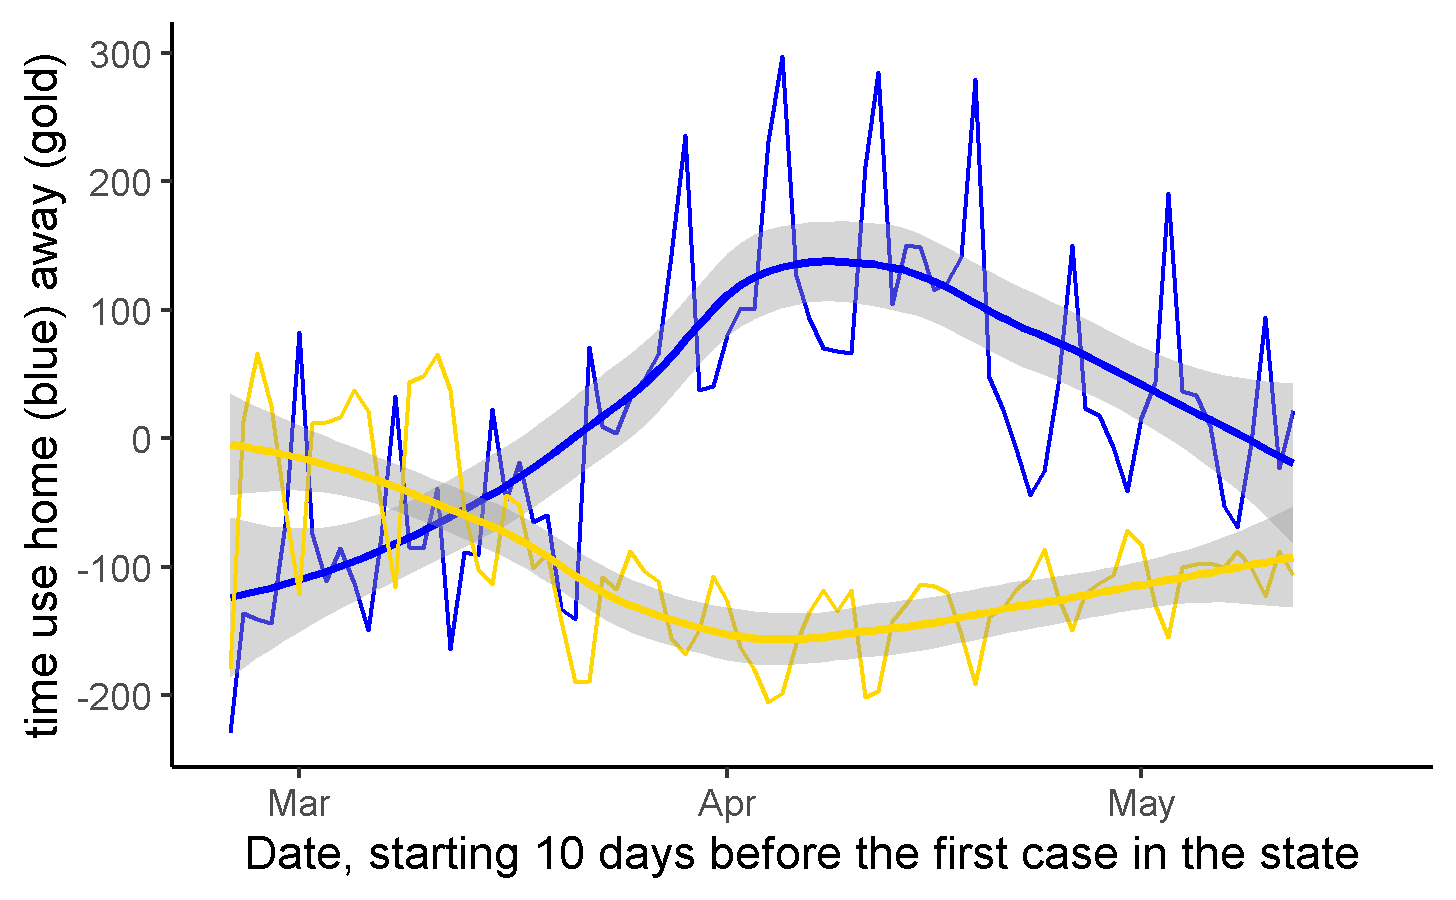 time use home (blue) away (gold)
300
200
100
0
-100
-200
Mar
Apr
May
Date, starting 10 days before the first case in the state